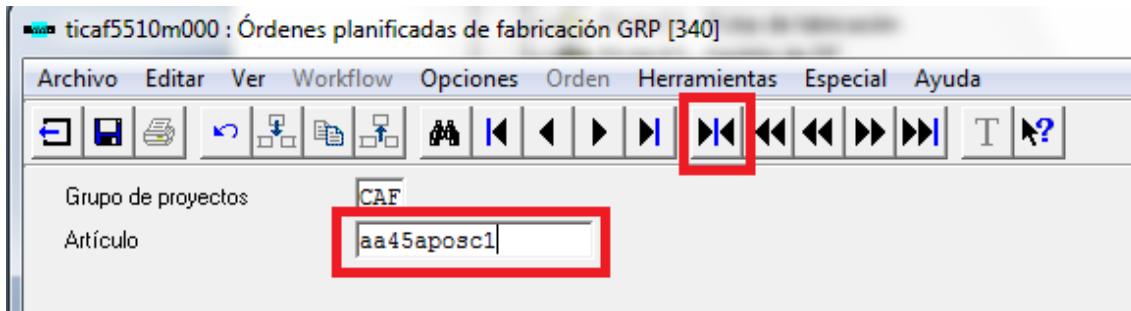 ticaf5510m000 : Órdenes planificadas de fabricación GRP [340]
Archivo Editar Ver Workflow Opciones Orden Herramientas Especial Ayuda
T ?
Grupo de proyectos CAF
Artículo aa45aposc1